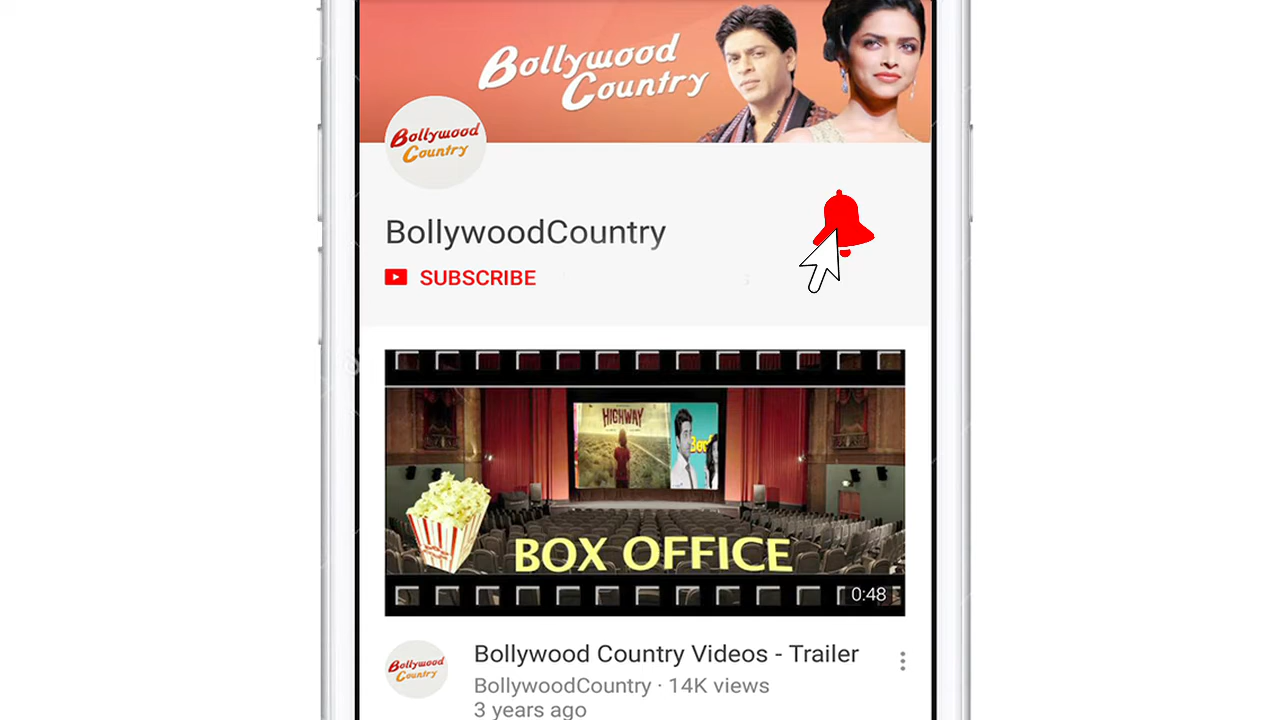 Bollywood
Country
Bollywood
Country
BollywoodCountry
SUBSCRIBE
HIGHWAY
BOX OFFICE
0:48
Bollywood Country Videos - Trailer
Bollywood
Country
BollywoodCountry · 14K views
3 years ago